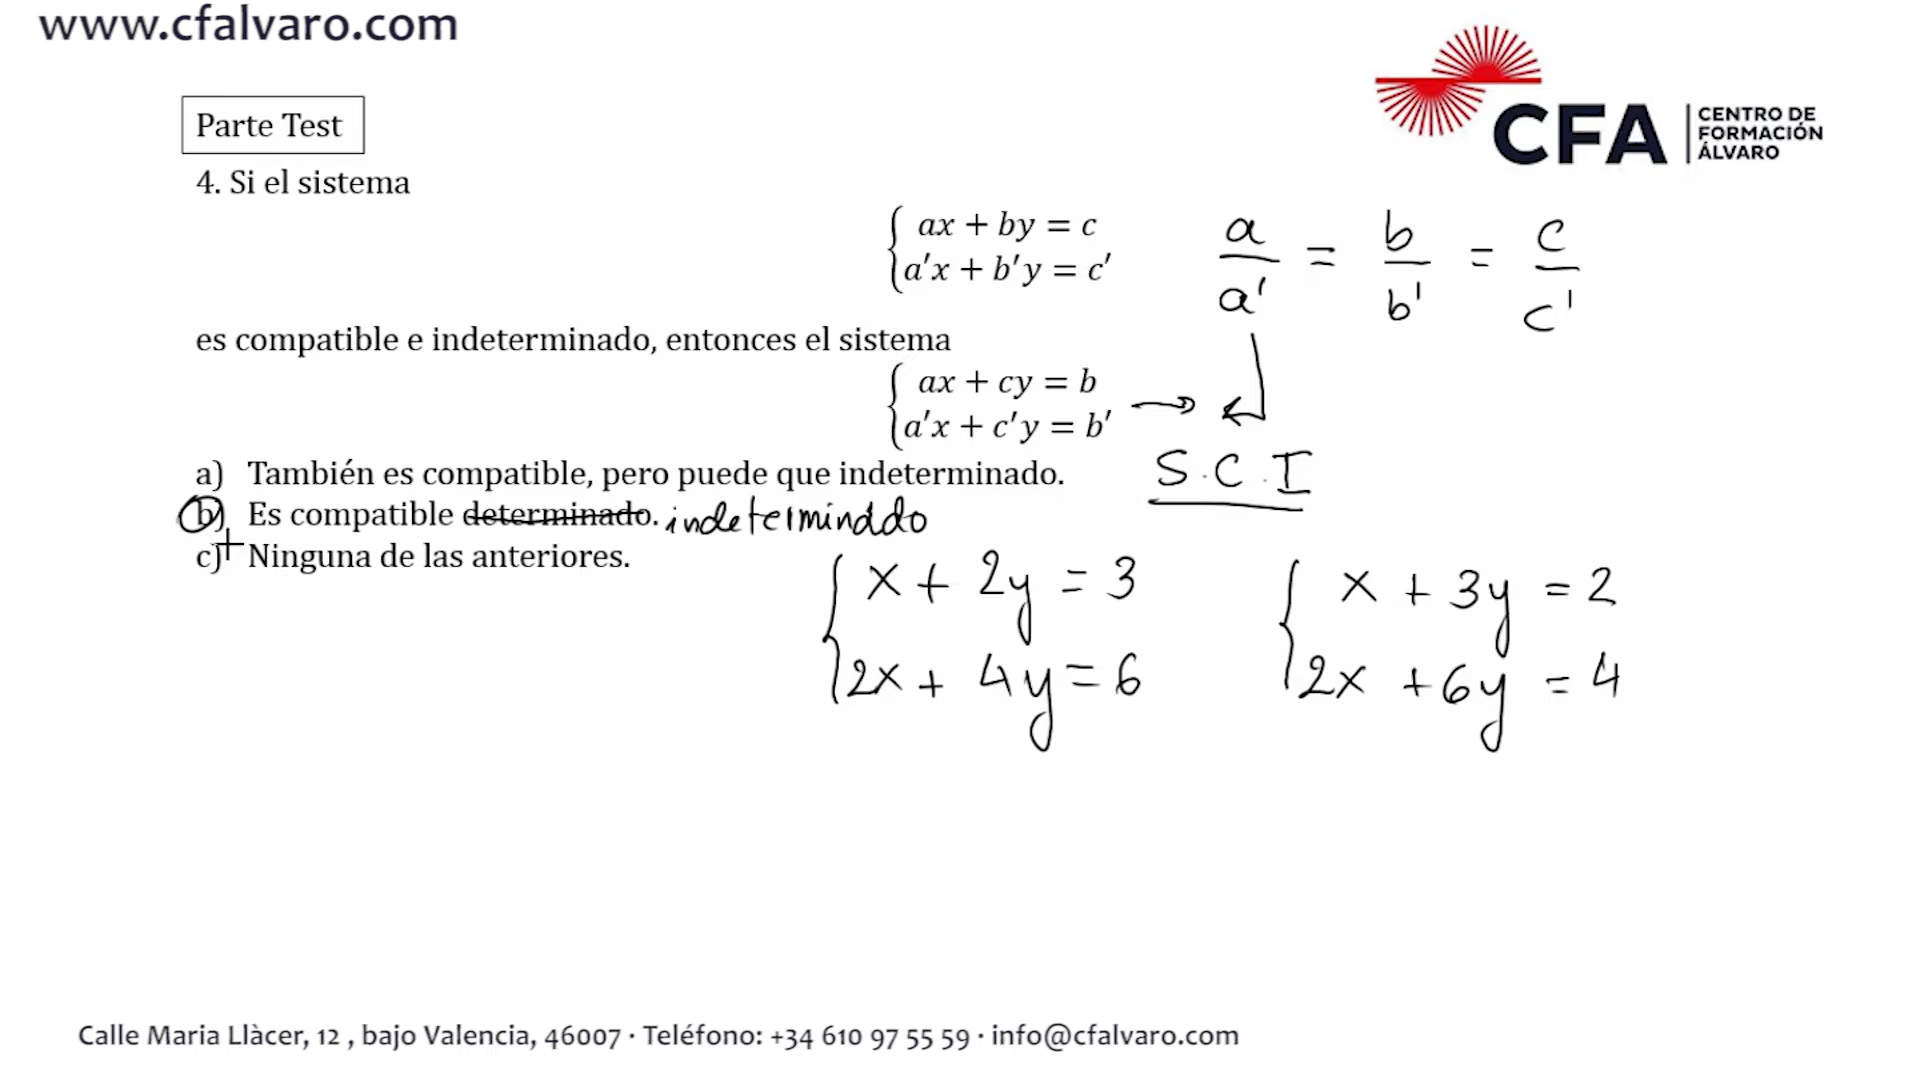 www.cfalvaro.com
CFA
CENTRO DE
FORMACIÓN
ÁLVARO
Parte Test
4. Si el sistema
{ ax + by = c
a'x + b'y = c'
a/a' = b/b' = c/c'
es compatible e indeterminado, entonces el sistema
{ ax + cy = b
a'x + c'y = b'
→
S.C.I
a) También es compatible, pero puede que indeterminado.
b) Es compatible determinado. indeterminddo
c) Ninguna de las anteriores.
{ x + 2y = 3
2x + 4y = 6
{ x + 3y = 2
2x + 6y = 4
Calle Maria Llàcer, 12 , bajo Valencia, 46007 · Teléfono: +34 610 97 55 59 · info@cfalvaro.com